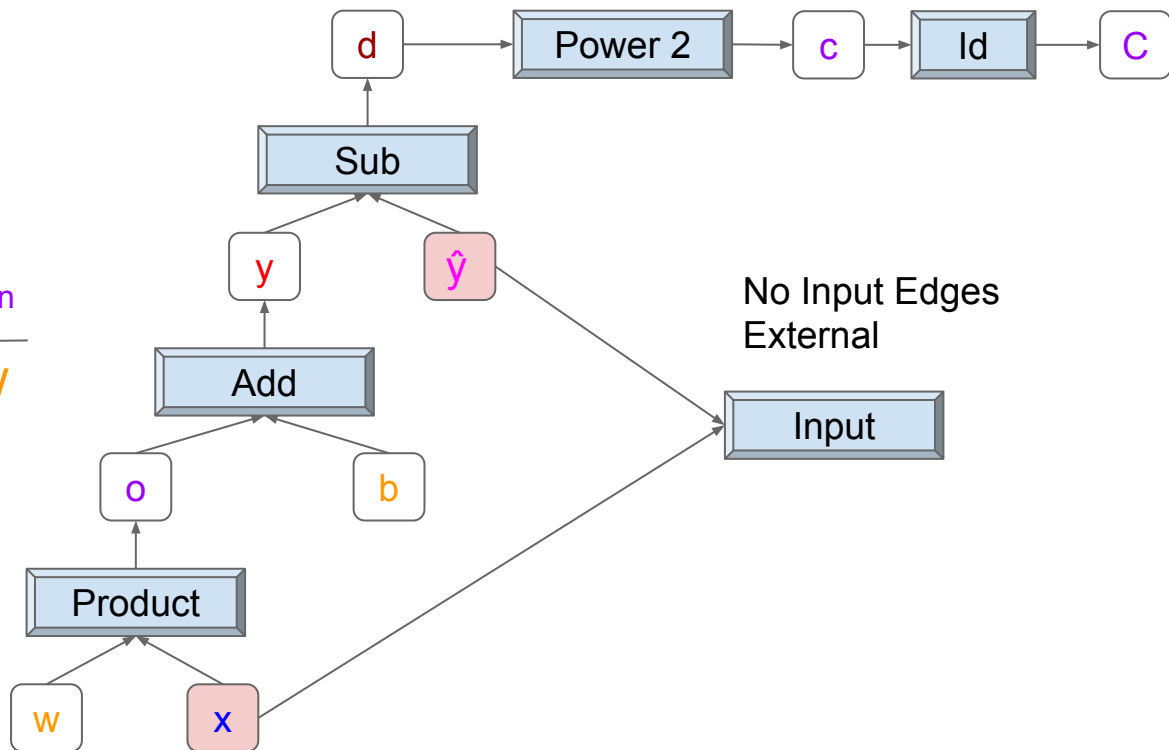 d
Power 2
c
Id
C
Sub
y
ŷ
n
No Input Edges
External
Add
Input
o
b
Product
w
x